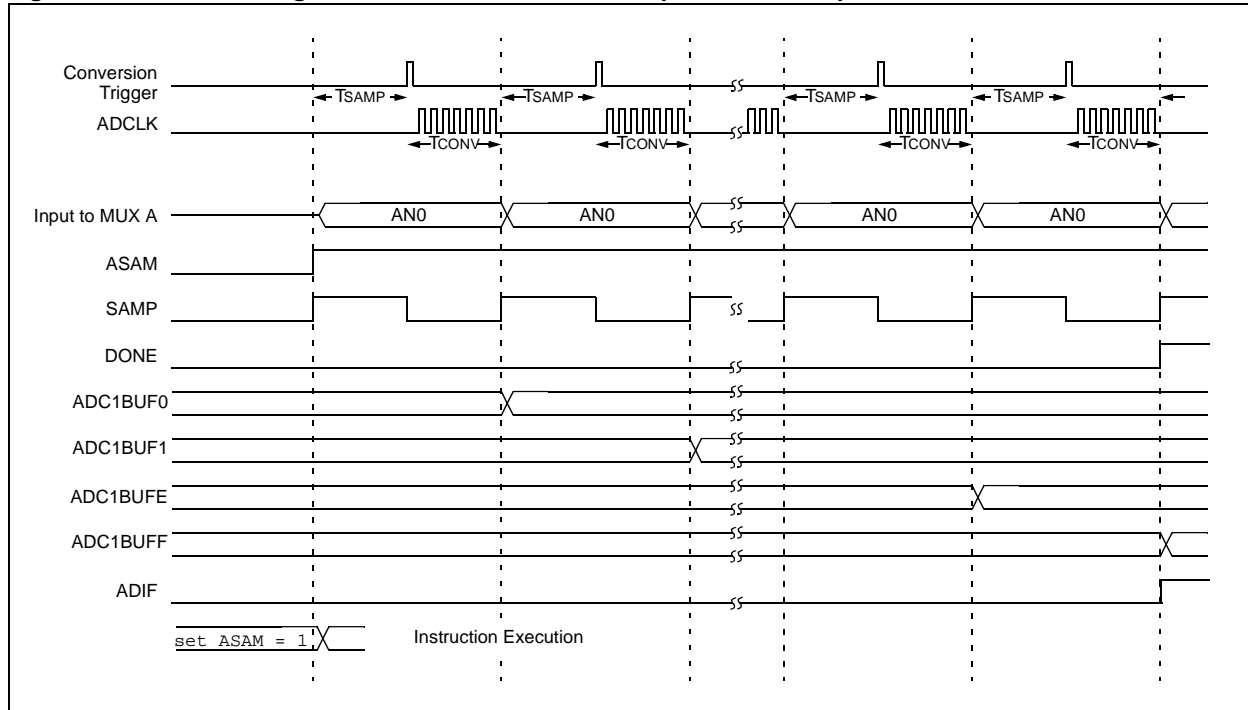 Conversion
Trigger
TSAMP TSAMP TSAMP TSAMP
ADCLK
TCONV TCONV TCONV TCONV
Input to MUX A AN0 AN0 AN0 AN0
ASAM
SAMP
DONE
ADC1BUF0
ADC1BUF1
ADC1BUFE
ADC1BUFF
ADIF
set ASAM = 1 Instruction Execution